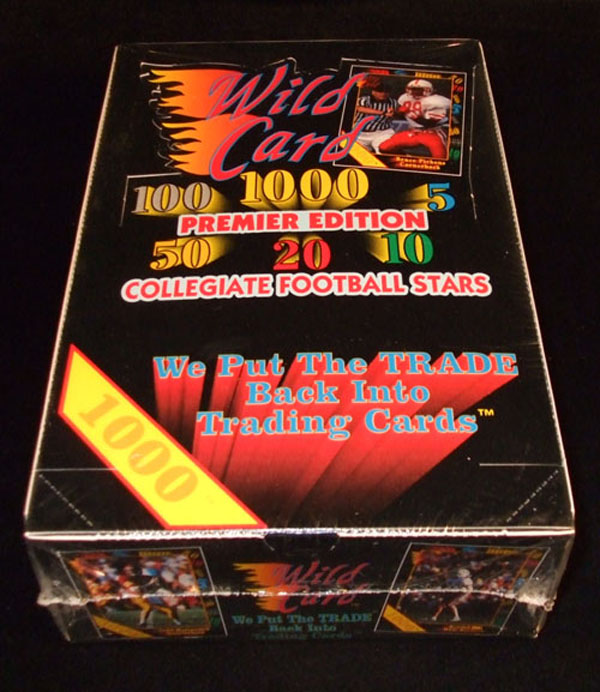 Wild
Card
100 1000 5
PREMIER EDITION
50 20 10
COLLEGIATE FOOTBALL STARS
We Put The TRADE
Back Into
Trading Cards™
1000
Wild
Card
We Put The TRADE
Back Into
Trading Cards